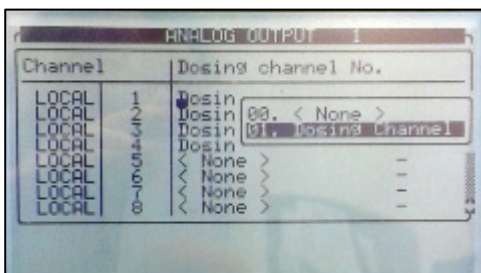 ANALOG OUTPUT 1
Channel Dosing channel No.
LOCAL 1 Dosin
LOCAL 2 Dosin 00. < None >
LOCAL 3 Dosin 01. Dosing Channel
LOCAL 4 Dosin
LOCAL 5 < None > -
LOCAL 6 < None > -
LOCAL 7 < None > -
LOCAL 8 < None > -